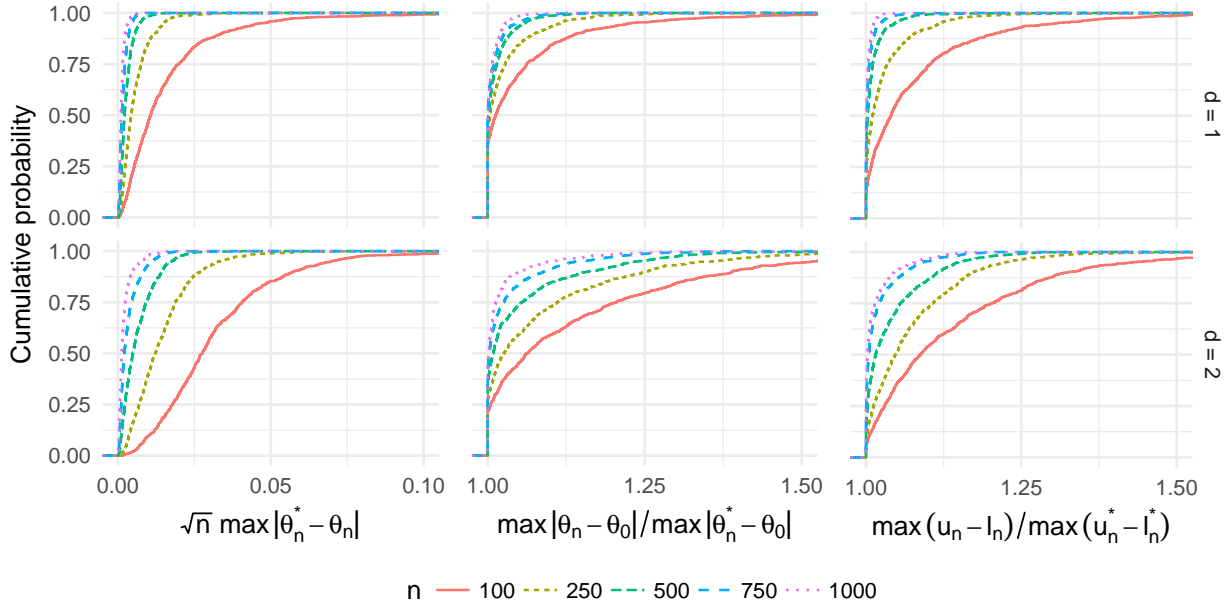 1.00
0.75
0.50
0.25
0.00
d = 1
Cumulative probability
1.00
0.75
0.50
0.25
0.00
d = 2
0.00 0.05 0.10 1.00 1.25 1.50 1.00 1.25 1.50
√n max|θ*n − θn| max|θn − θ0|/max|θ*n − θ0| max(un − ln)/max(u*n − l*n)
n 100 250 500 750 1000